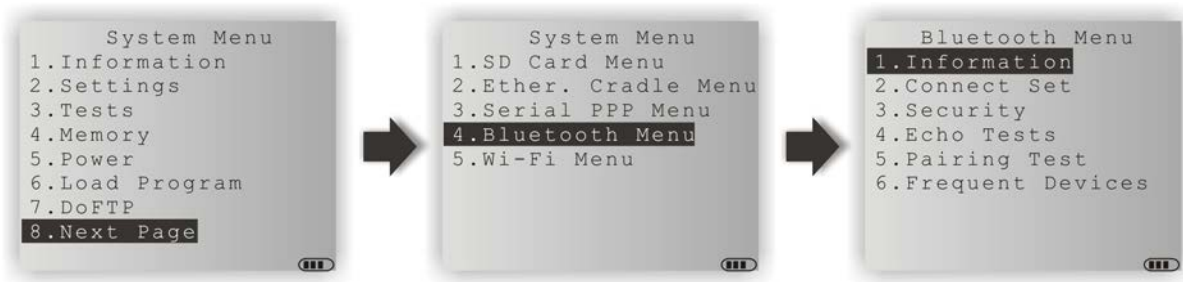 System Menu
1.Information
2.Settings
3.Tests
4.Memory
5.Power
6.Load Program
7.DoFTP
8.Next Page
System Menu
1.SD Card Menu
2.Ether. Cradle Menu
3.Serial PPP Menu
4.Bluetooth Menu
5.Wi-Fi Menu
Bluetooth Menu
1.Information
2.Connect Set
3.Security
4.Echo Tests
5.Pairing Test
6.Frequent Devices